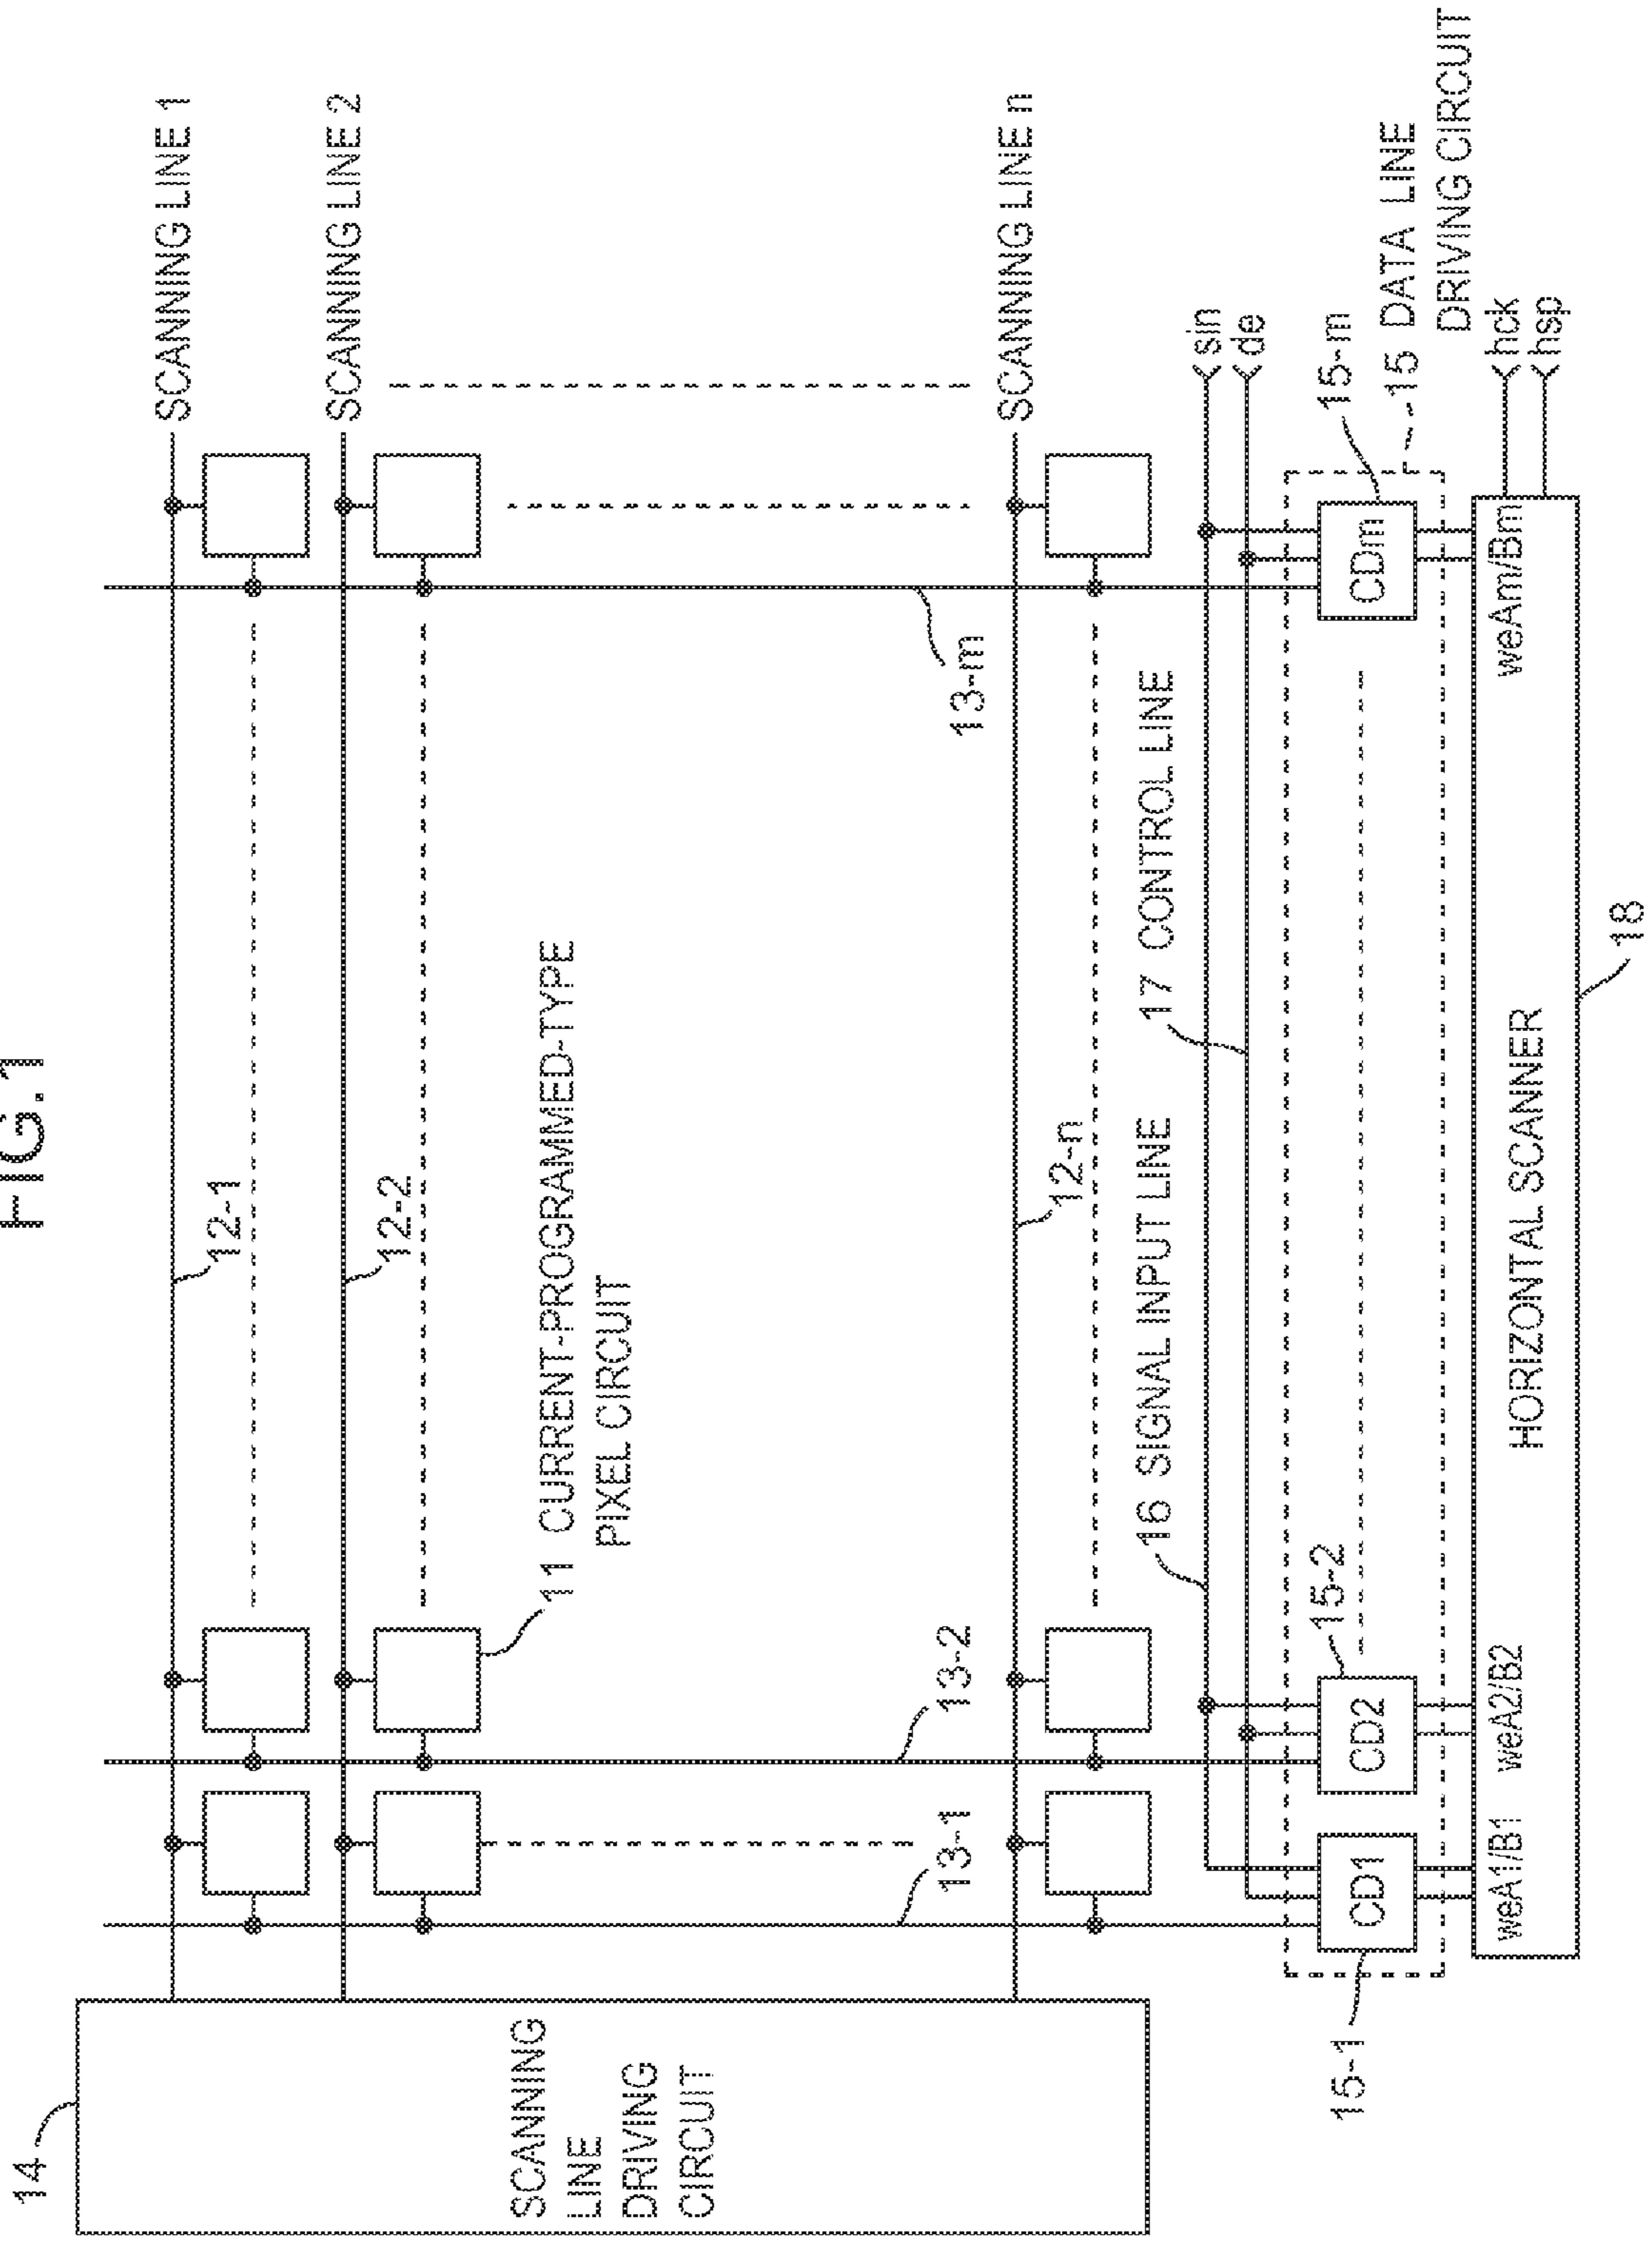 FIG.1
14
SCANNING
LINE
DRIVING
CIRCUIT
SCANNING LINE 1
12-1
SCANNING LINE 2
12-2
11 CURRENT-PROGRAMMED-TYPE
PIXEL CIRCUIT
13-1
13-2
13-m
SCANNING LINE n
12-n
16 SIGNAL INPUT LINE
17 CONTROL LINE
sin
de
15-1
CD1
15-2
CD2
15-m
CDm
15 DATA LINE
DRIVING CIRCUIT
weA1/B1
weA2/B2
weAm/Bm
hck
hsp
HORIZONTAL SCANNER
18